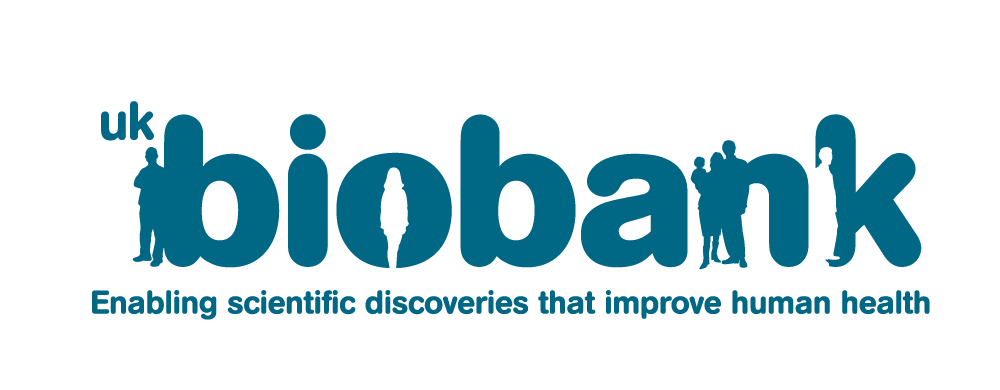 uk
biobank
Enabling scientific discoveries that improve human health